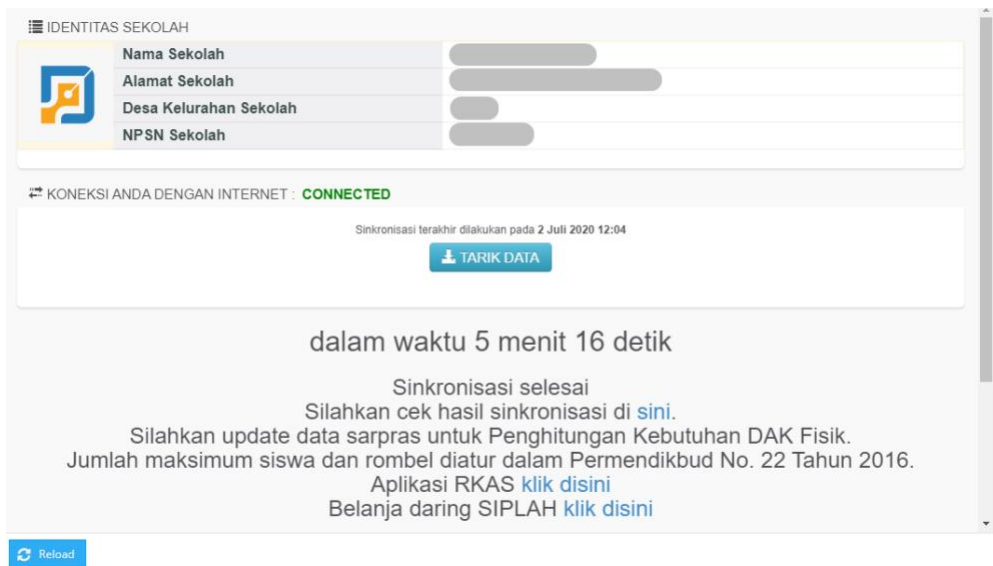 IDENTITAS SEKOLAH
Nama Sekolah
Alamat Sekolah
Desa Kelurahan Sekolah
NPSN Sekolah
KONEKSI ANDA DENGAN INTERNET : CONNECTED
Sinkronisasi terakhir dilakukan pada 2 Juli 2020 12:04
TARIK DATA
dalam waktu 5 menit 16 detik
Sinkronisasi selesai
Silahkan cek hasil sinkronisasi di sini.
Silahkan update data sarpras untuk Penghitungan Kebutuhan DAK Fisik.
Jumlah maksimum siswa dan rombel diatur dalam Permendikbud No. 22 Tahun 2016.
Aplikasi RKAS klik disini
Belanja daring SIPLAH klik disini
Reload